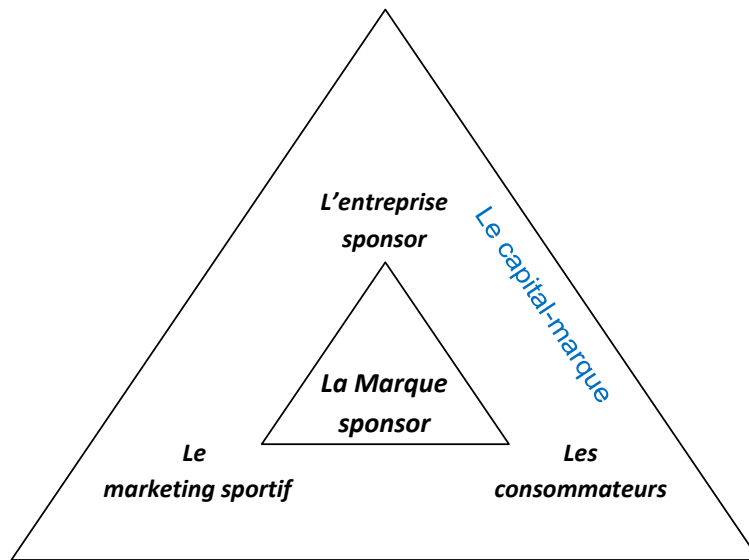 L’entreprise
sponsor
Le capital-marque
La Marque
sponsor
Le
marketing sportif
Les
consommateurs